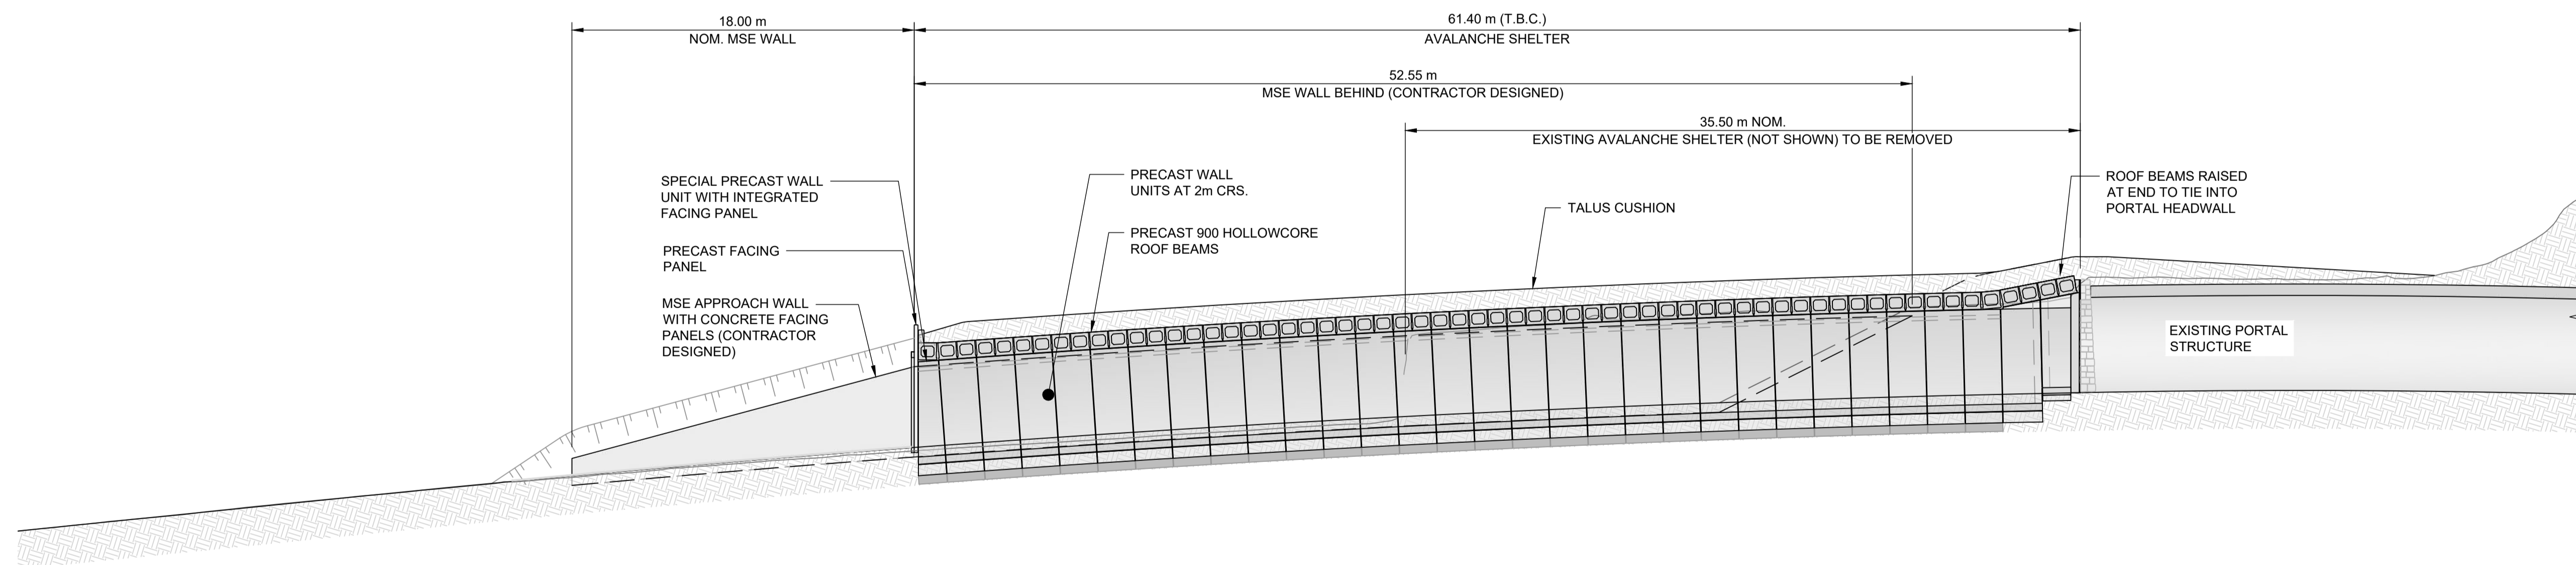 18.00 m
NOM. MSE WALL
61.40 m (T.B.C.)
AVALANCHE SHELTER
52.55 m
MSE WALL BEHIND (CONTRACTOR DESIGNED)
35.50 m NOM.
EXISTING AVALANCHE SHELTER (NOT SHOWN) TO BE REMOVED
SPECIAL PRECAST WALL
UNIT WITH INTEGRATED
FACING PANEL
PRECAST FACING
PANEL
MSE APPROACH WALL
WITH CONCRETE FACING
PANELS (CONTRACTOR
DESIGNED)
PRECAST WALL
UNITS AT 2m CRS.
PRECAST 900 HOLLOWCORE
ROOF BEAMS
TALUS CUSHION
ROOF BEAMS RAISED
AT END TO TIE INTO
PORTAL HEADWALL
EXISTING PORTAL
STRUCTURE